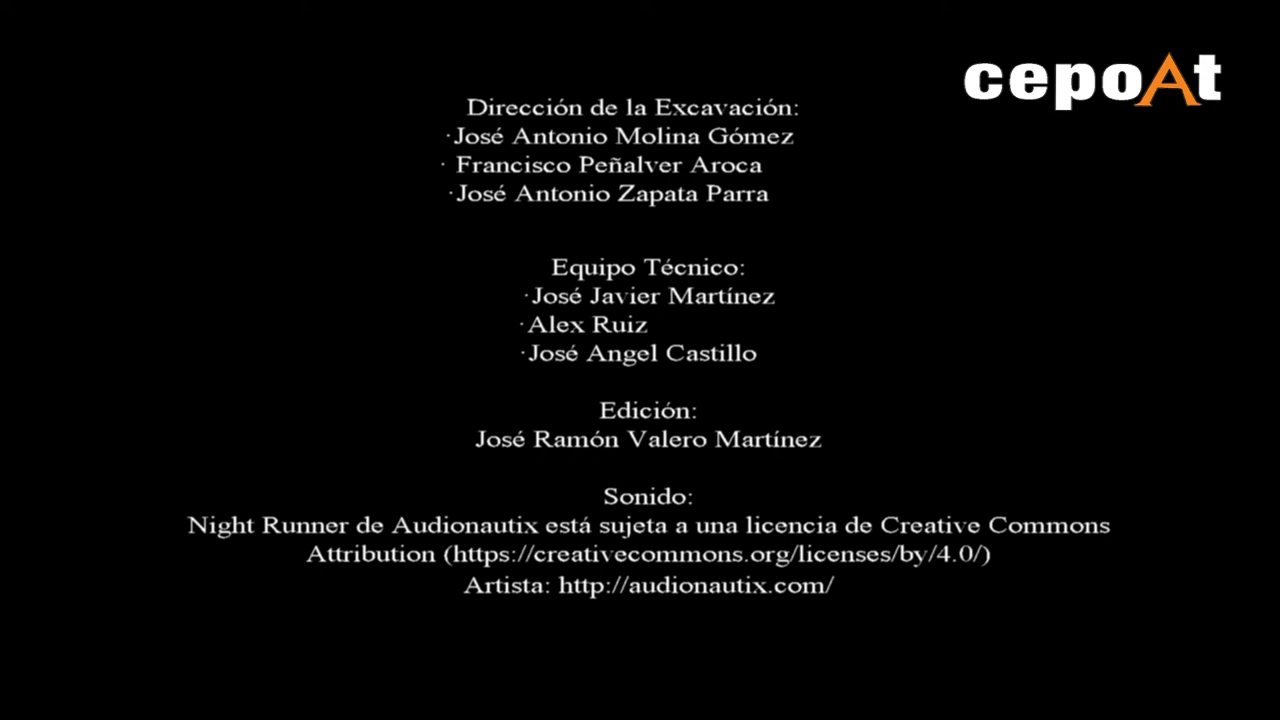 cepoAt
Dirección de la Excavación:
·José Antonio Molina Gómez
· Francisco Peñalver Aroca
·José Antonio Zapata Parra
Equipo Técnico:
·José Javier Martínez
·Alex Ruiz
·José Angel Castillo
Edición:
José Ramón Valero Martínez
Sonido:
Night Runner de Audionautix está sujeta a una licencia de Creative Commons
Attribution (https://creativecommons.org/licenses/by/4.0/)
Artista: http://audionautix.com/